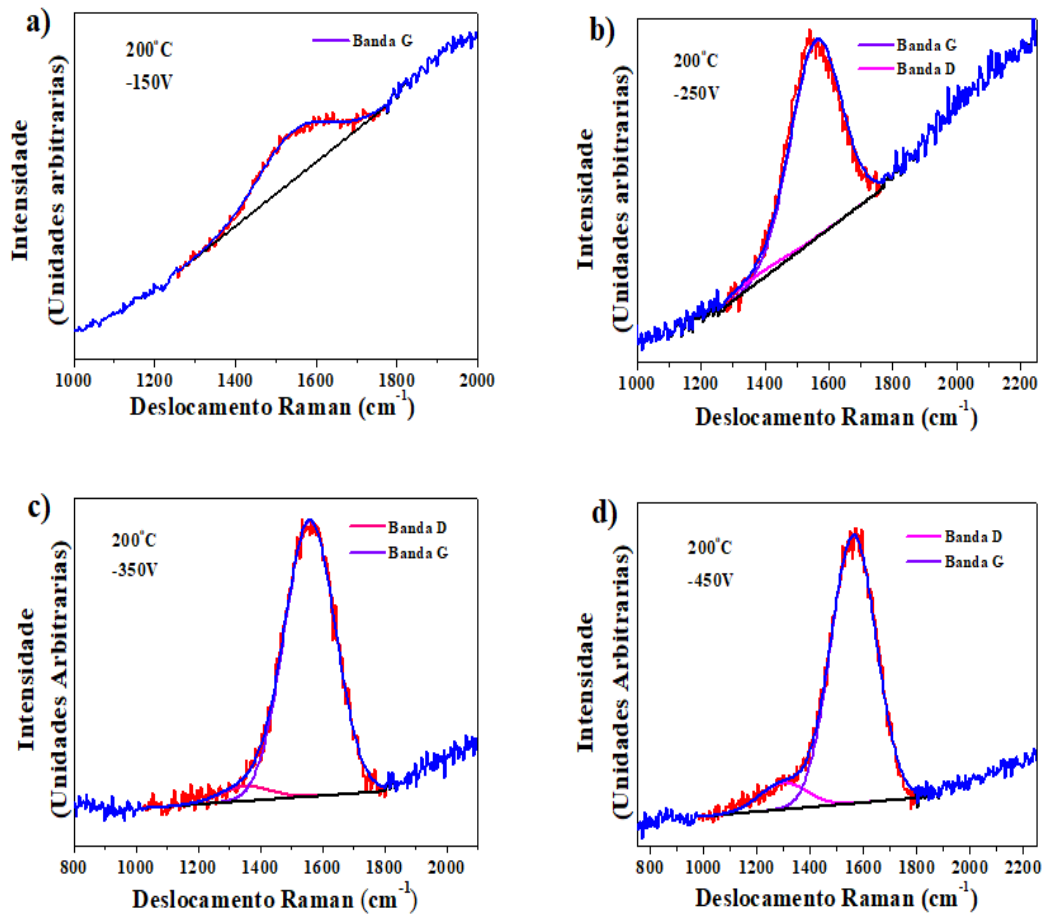 a)
200°C
-150V
Banda G
Intensidade
(Unidades arbitrarias)
1000 1200 1400 1600 1800 2000
Deslocamento Raman (cm⁻¹)
b)
200°C
-250V
Banda G
Banda D
Intensidade
(Unidades arbitrarias)
1000 1200 1400 1600 1800 2000 2200
Deslocamento Raman (cm⁻¹)
c)
200°C
-350V
Banda D
Banda G
Intensidade
(Unidades Arbitrarias)
800 1000 1200 1400 1600 1800 2000
Deslocamento Raman (cm⁻¹)
d)
200°C
-450V
Banda D
Banda G
Intensidade
(Unidades Arbitrarias)
800 1000 1200 1400 1600 1800 2000 2200
Deslocamento Raman (cm⁻¹)